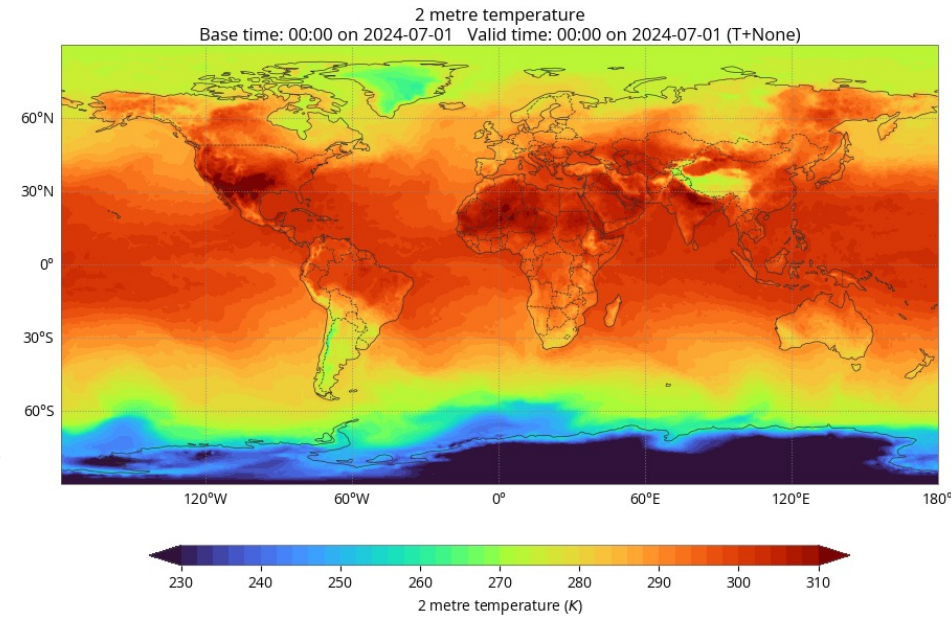 2 metre temperature
Base time: 00:00 on 2024-07-01   Valid time: 00:00 on 2024-07-01 (T+None)
60°N
30°N
0°
30°S
60°S
120°W 60°W 0° 60°E 120°E 180°
230 240 250 260 270 280 290 300 310
2 metre temperature (K)